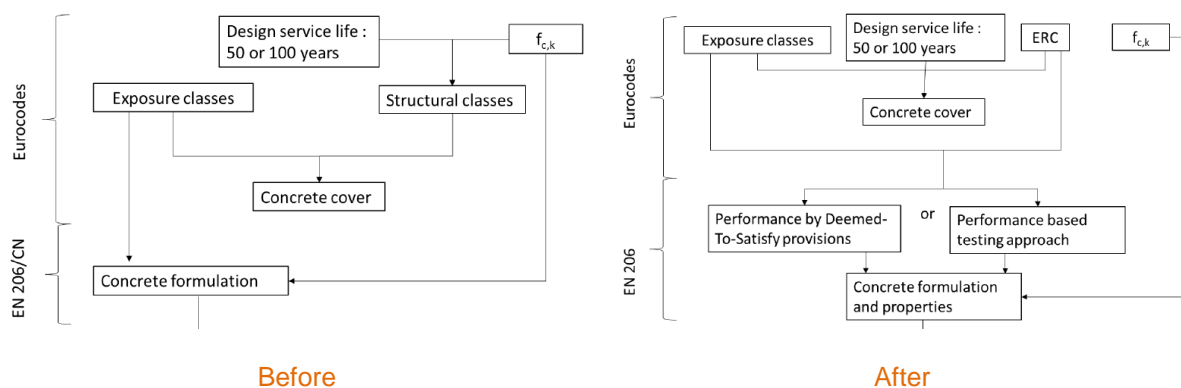 Design service life :
50 or 100 years
f c,k
Exposure classes
Structural classes
Concrete cover
Concrete formulation
Eurocodes
EN 206/CN
Before
Exposure classes
Design service life :
50 or 100 years
ERC
f c,k
Concrete cover
Performance by Deemed-
To-Satisfy provisions
or
Performance based
testing approach
Concrete formulation
and properties
Eurocodes
EN 206
After